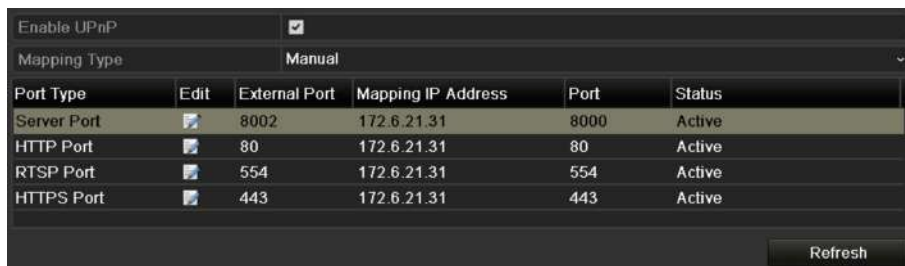 Enable UPnP
Mapping Type Manual
Port Type Edit External Port Mapping IP Address Port Status
Server Port 8002 172.6.21.31 8000 Active
HTTP Port 80 172.6.21.31 80 Active
RTSP Port 554 172.6.21.31 554 Active
HTTPS Port 443 172.6.21.31 443 Active
Refresh